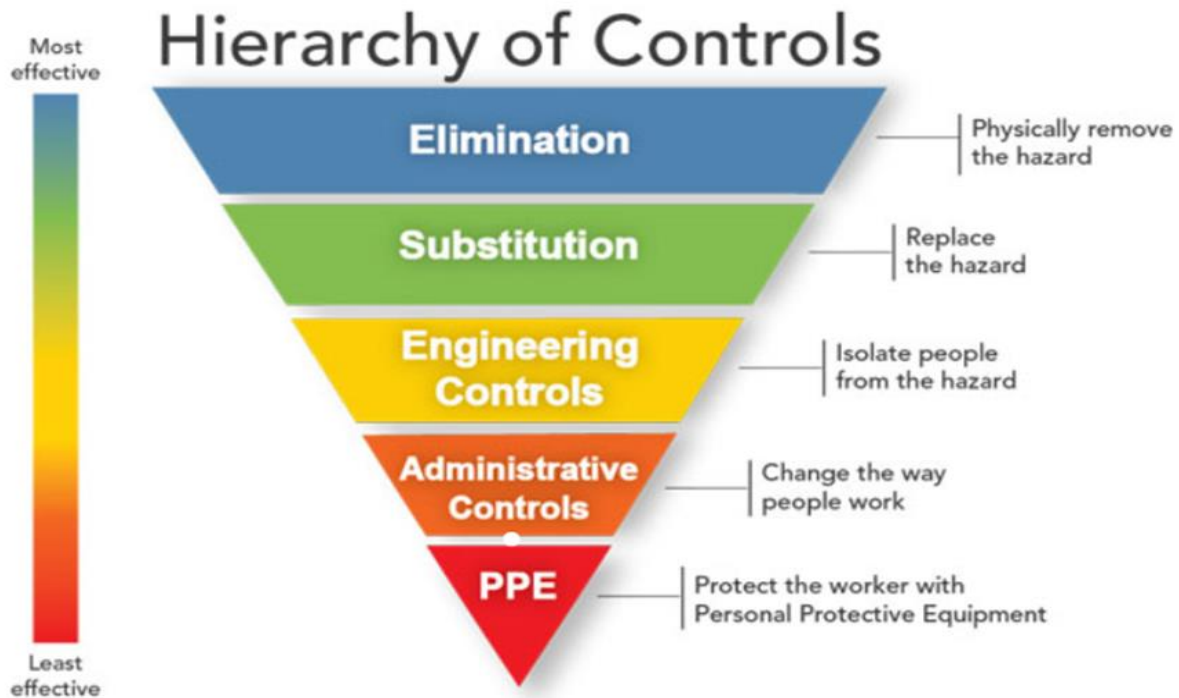 Hierarchy of Controls
Most
effective
Elimination
Physically remove
the hazard
Substitution
Replace
the hazard
Engineering
Controls
Isolate people
from the hazard
Administrative
Controls
Change the way
people work
PPE
Protect the worker with
Personal Protective Equipment
Least
effective